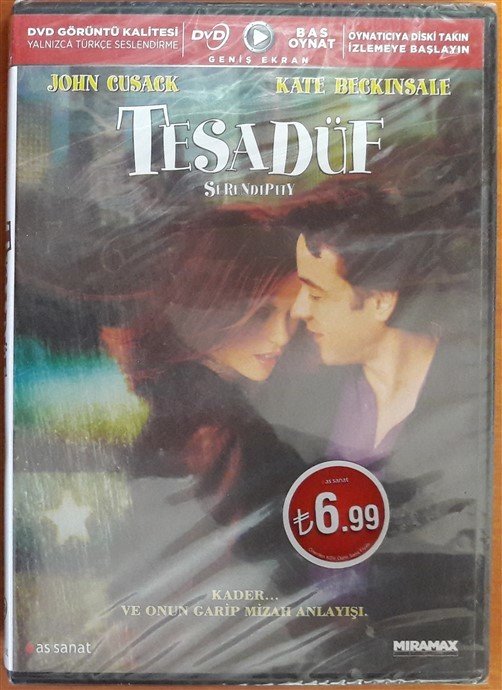 DVD GÖRÜNTÜ KALİTESİ
YALNIZCA TÜRKÇE SESLENDİRME
DVD
BAS
OYNAT
GENİŞ EKRAN
OYNATICIYA DİSKİ TAKIN
İZLEMEYE BAŞLAYIN
JOHN CUSACK
KATE BECKINSALE
TESADÜF
SERENDIPITY
as sanat
₺6.99
KADER...
VE ONUN GARİP MİZAH ANLAYIŞI.
as sanat
MIRAMAX